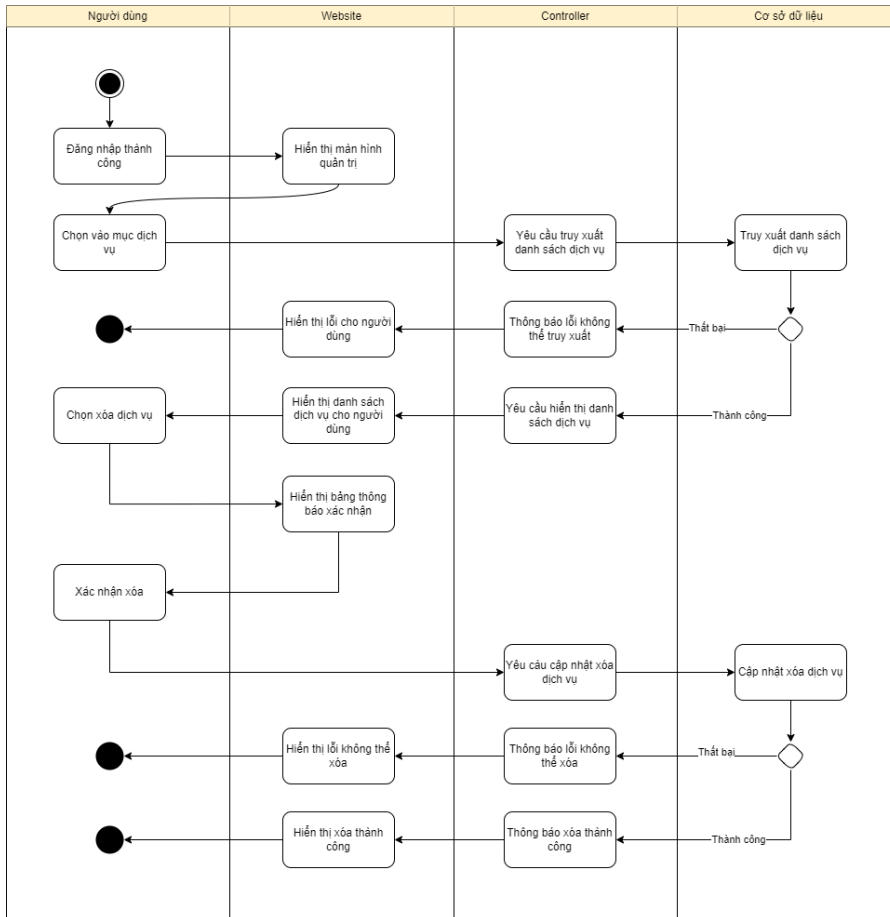 Người dùng
Website
Controller
Cơ sở dữ liệu
Đăng nhập thành
công
Hiển thị màn hình
quản trị
Chọn vào mục dịch
vụ
Yêu cầu truy xuất
danh sách dịch vụ
Truy xuất danh sách
dịch vụ
Hiển thị lỗi cho người
dùng
Thông báo lỗi không
thể truy xuất
Thất bại
Chọn xóa dịch vụ
Hiển thị danh sách
dịch vụ cho người
dùng
Yêu cầu hiển thị danh
sách dịch vụ
Thành công
Hiển thị bảng thông
báo xác nhận
Xác nhận xóa
Yêu cầu cập nhật xóa
dịch vụ
Cập nhật xóa dịch vụ
Hiển thị lỗi không thể
xóa
Thông báo lỗi không
thể xóa
Thất bại
Hiển thị xóa thành
công
Thông báo xóa thành
công
Thành công